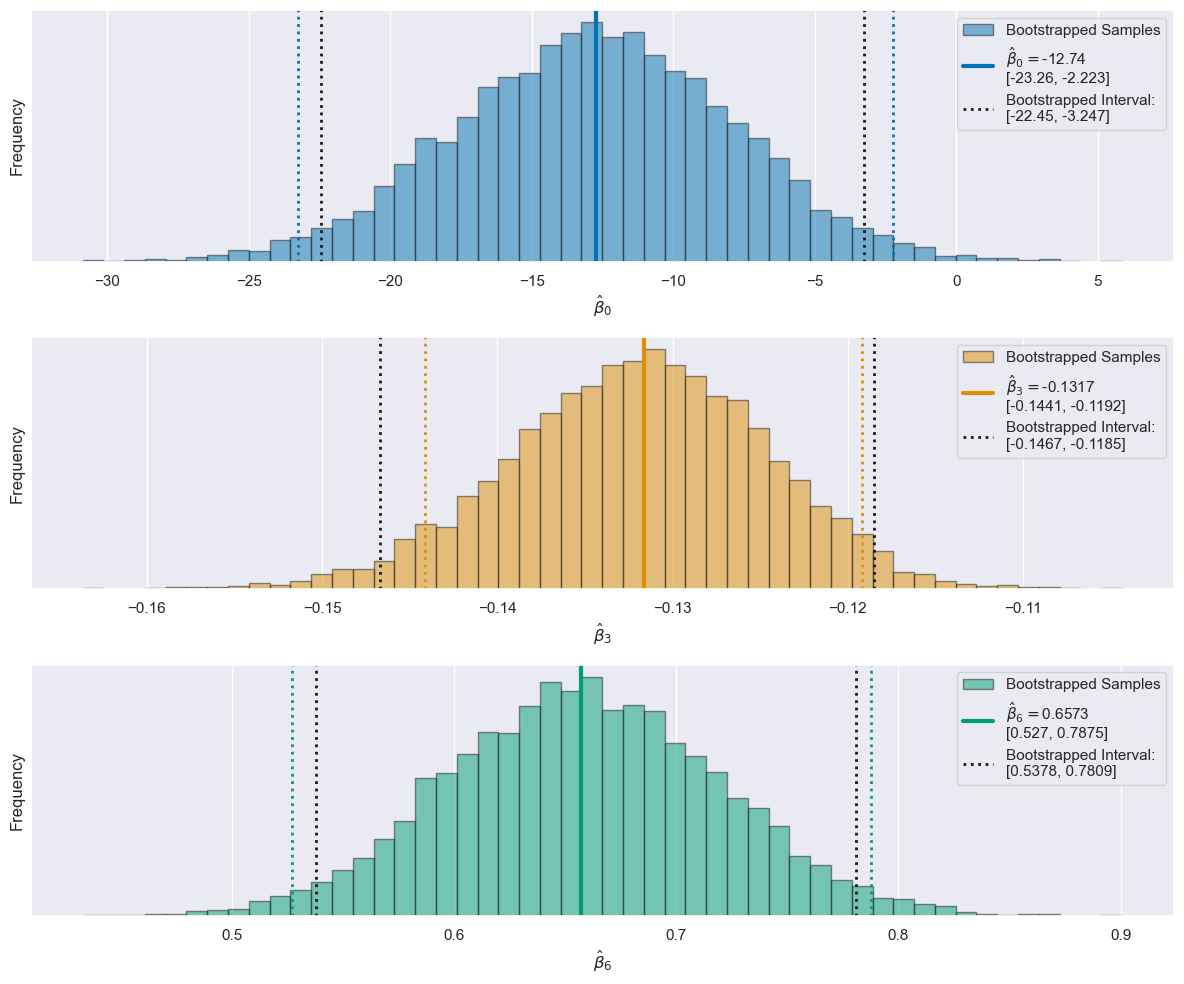 Frequency
Bootstrapped Samples
β̂₀ = -12.74
[-23.26, -2.223]
Bootstrapped Interval:
[-22.45, -3.247]
−30 −25 −20 −15 −10 −5 0 5
β̂₀
Frequency
Bootstrapped Samples
β̂₃ = -0.1317
[-0.1441, -0.1192]
Bootstrapped Interval:
[-0.1467, -0.1185]
−0.16 −0.15 −0.14 −0.13 −0.12 −0.11
β̂₃
Frequency
Bootstrapped Samples
β̂₆ = 0.6573
[0.527, 0.7875]
Bootstrapped Interval:
[0.5378, 0.7809]
0.5 0.6 0.7 0.8 0.9
β̂₆